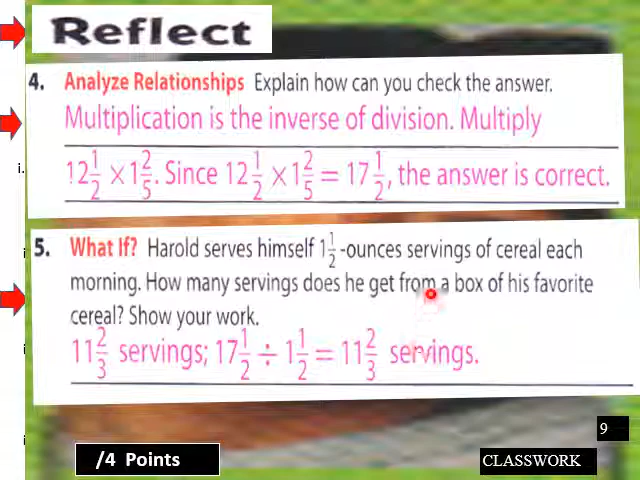 Reflect
4. Analyze Relationships Explain how can you check the answer.
Multiplication is the inverse of division. Multiply
12 1/2 × 1 2/5. Since 12 1/2 × 1 2/5 = 17 1/2, the answer is correct.
i.
5. What If? Harold serves himself 1 1/2 -ounces servings of cereal each
morning. How many servings does he get from a box of his favorite
cereal? Show your work.
11 2/3 servings; 17 1/2 ÷ 1 1/2 = 11 2/3 servings.
9
/4 Points
CLASSWORK